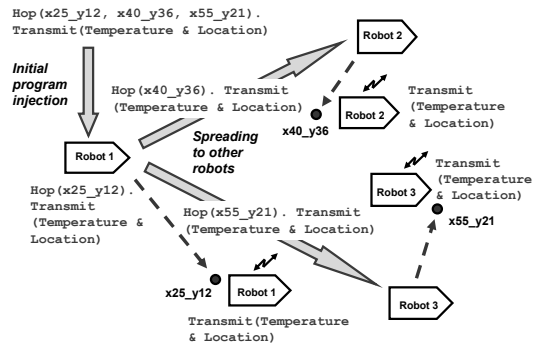 Hop(x25_y12, x40_y36, x55_y21).
Transmit(Temperature & Location)
Initial
program
injection
Robot 2
Hop(x40_y36). Transmit
(Temperature & Location)
Transmit
(Temperature
& Location)
Robot 2
x40_y36
Spreading
to other
robots
Robot 1
Transmit
(Temperature
& Location)
Robot 3
x55_y21
Hop(x25_y12).
Transmit
(Temperature &
Location)
Hop(x55_y21). Transmit
(Temperature & Location)
x25_y12
Robot 1
Robot 3
Transmit(Temperature
& Location)